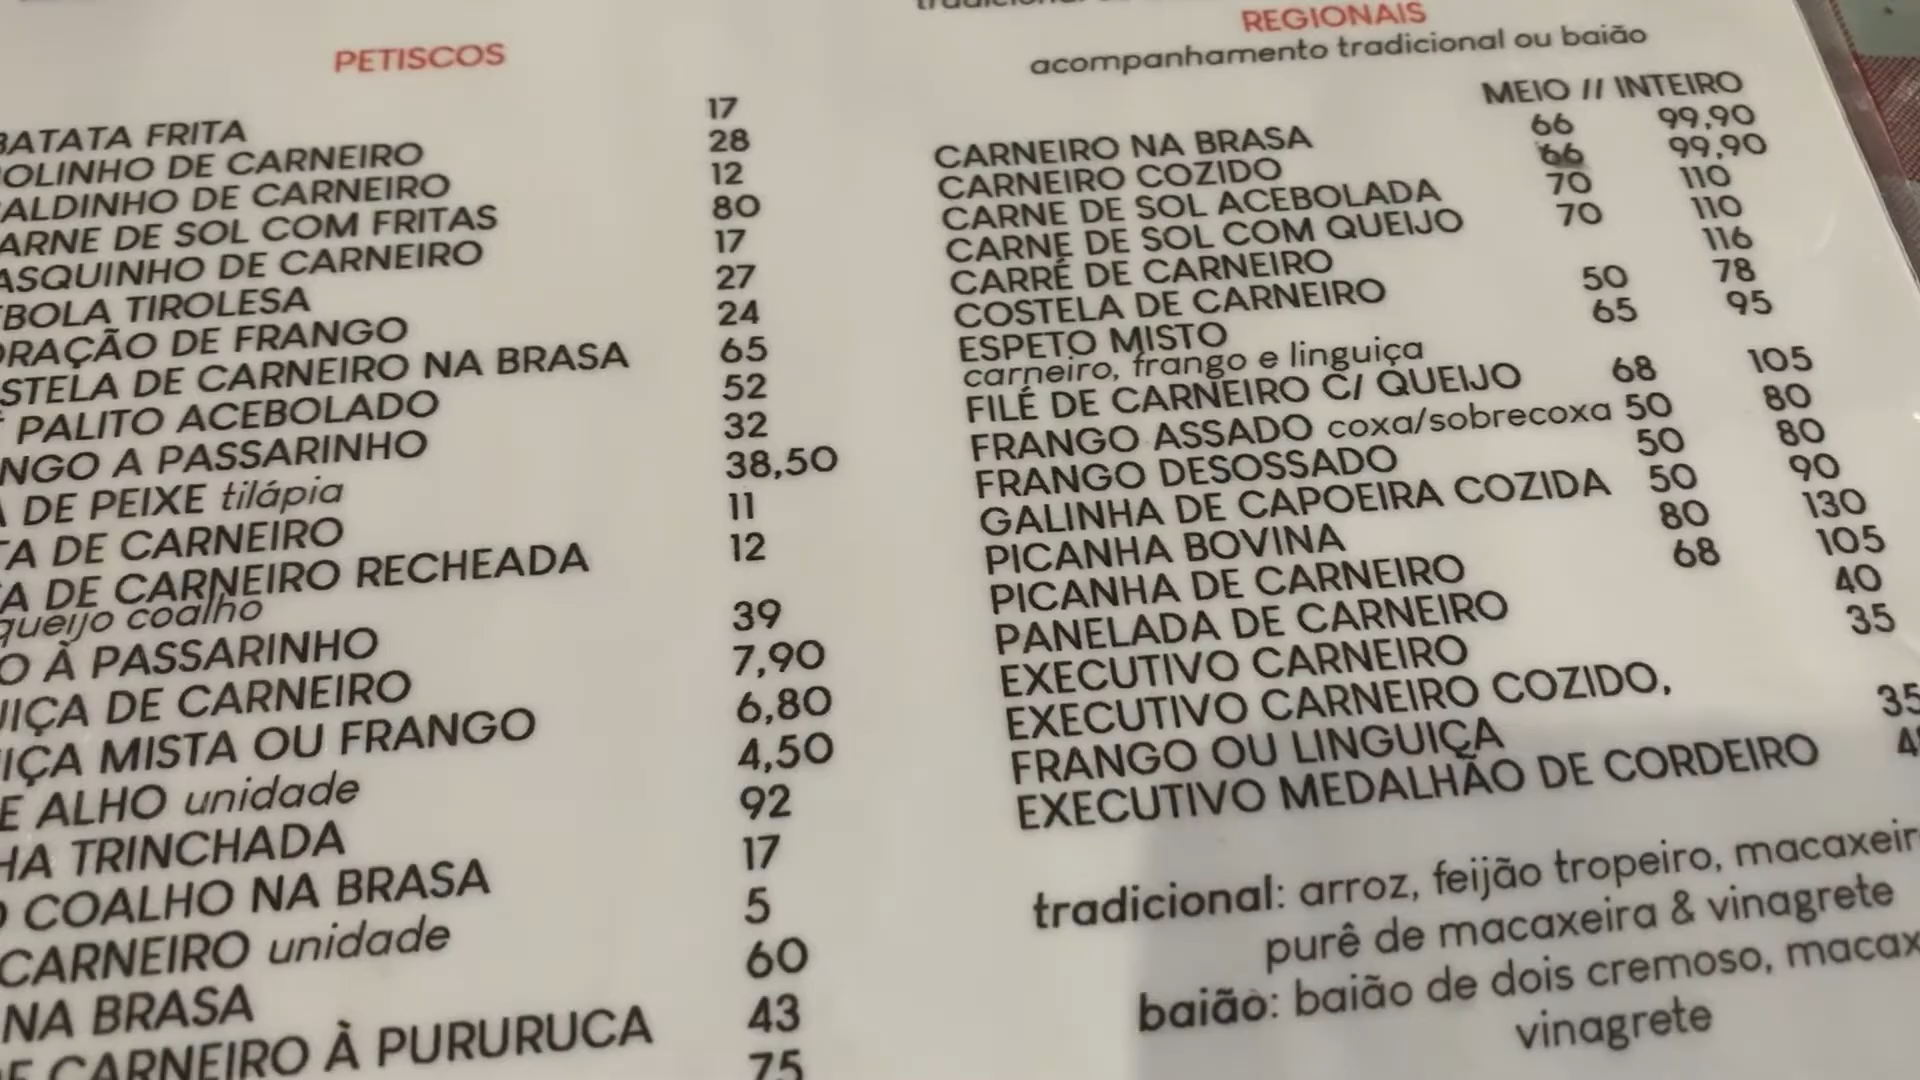 PETISCOS
BATATA FRITA 17
OLINHO DE CARNEIRO 28
ALDINHO DE CARNEIRO 12
ARNE DE SOL COM FRITAS 80
ASQUINHO DE CARNEIRO 17
EBOLA TIROLESA 27
ORAÇÃO DE FRANGO 24
STELA DE CARNEIRO NA BRASA 65
PALITO ACEBOLADO 52
NGO A PASSARINHO 32
DE PEIXE tilápia 38,50
TA DE CARNEIRO 11
A DE CARNEIRO RECHEADA 12
queijo coalho
O À PASSARINHO 39
IÇA DE CARNEIRO 7,90
IÇA MISTA OU FRANGO 6,80
E ALHO unidade 4,50
HA TRINCHADA 92
COALHO NA BRASA 17
CARNEIRO unidade 5
NA BRASA 60
E CARNEIRO À PURURUCA 43
75
REGIONAIS
acompanhamento tradicional ou baião
MEIO // INTEIRO
CARNEIRO NA BRASA 66 99,90
CARNEIRO COZIDO 66 99,90
CARNE DE SOL ACEBOLADA 70 110
CARNE DE SOL COM QUEIJO 70 110
CARRÉ DE CARNEIRO 116
COSTELA DE CARNEIRO 50 78
ESPETO MISTO 65 95
carneiro, frango e linguiça
FILÉ DE CARNEIRO C/ QUEIJO 68 105
FRANGO ASSADO coxa/sobrecoxa 50 80
FRANGO DESOSSADO 50 80
GALINHA DE CAPOEIRA COZIDA 50 90
PICANHA BOVINA 80 130
PICANHA DE CARNEIRO 68 105
PANELADA DE CARNEIRO 40
EXECUTIVO CARNEIRO 35
EXECUTIVO CARNEIRO COZIDO,
FRANGO OU LINGUIÇA 35
EXECUTIVO MEDALHÃO DE CORDEIRO
tradicional: arroz, feijão tropeiro, macaxeir
purê de macaxeira & vinagrete
baião: baião de dois cremoso, macax
vinagrete